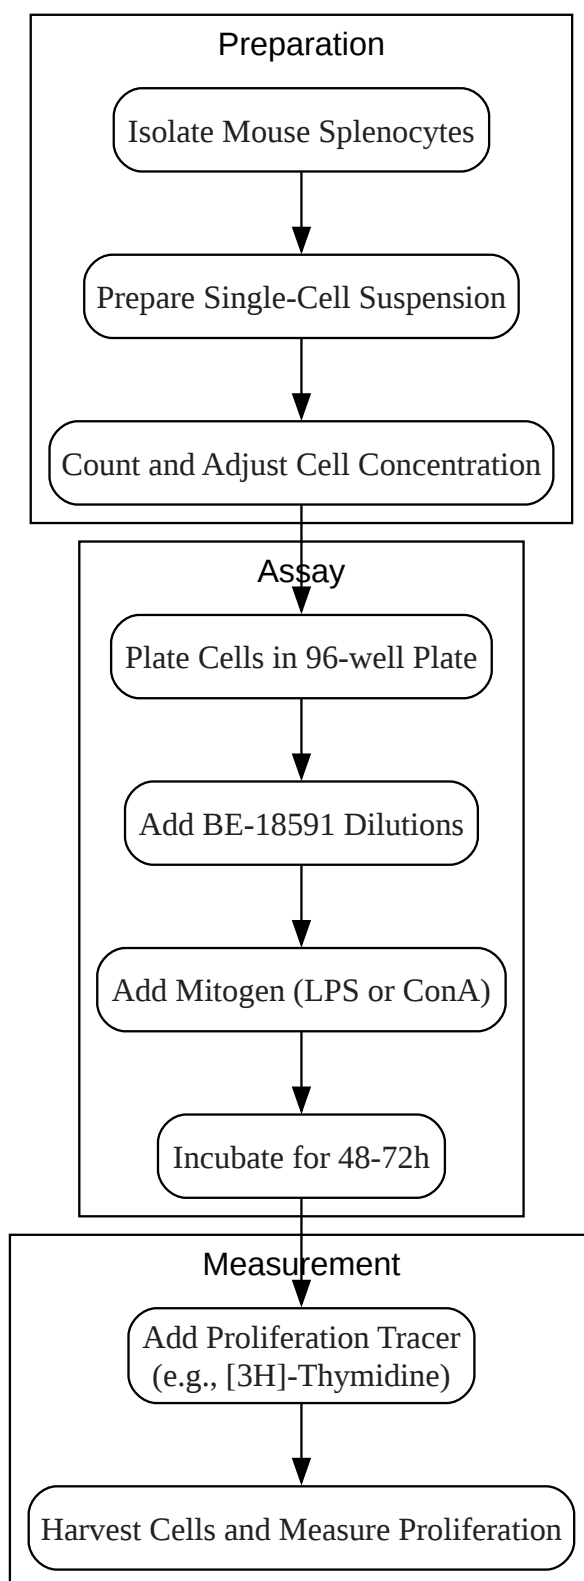 Preparation
Isolate Mouse Splenocytes
Prepare Single-Cell Suspension
Count and Adjust Cell Concentration
Assay
Plate Cells in 96-well Plate
Add BE-18591 Dilutions
Add Mitogen (LPS or ConA)
Incubate for 48-72h
Measurement
Add Proliferation Tracer
(e.g., [3H]-Thymidine)
Harvest Cells and Measure Proliferation